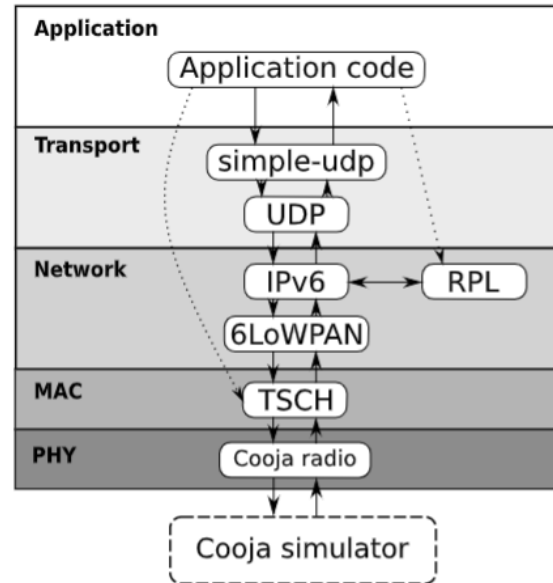 Application
Application code
Transport
simple-udp
UDP
Network
IPv6
RPL
6LoWPAN
MAC
TSCH
PHY
Cooja radio
Cooja simulator